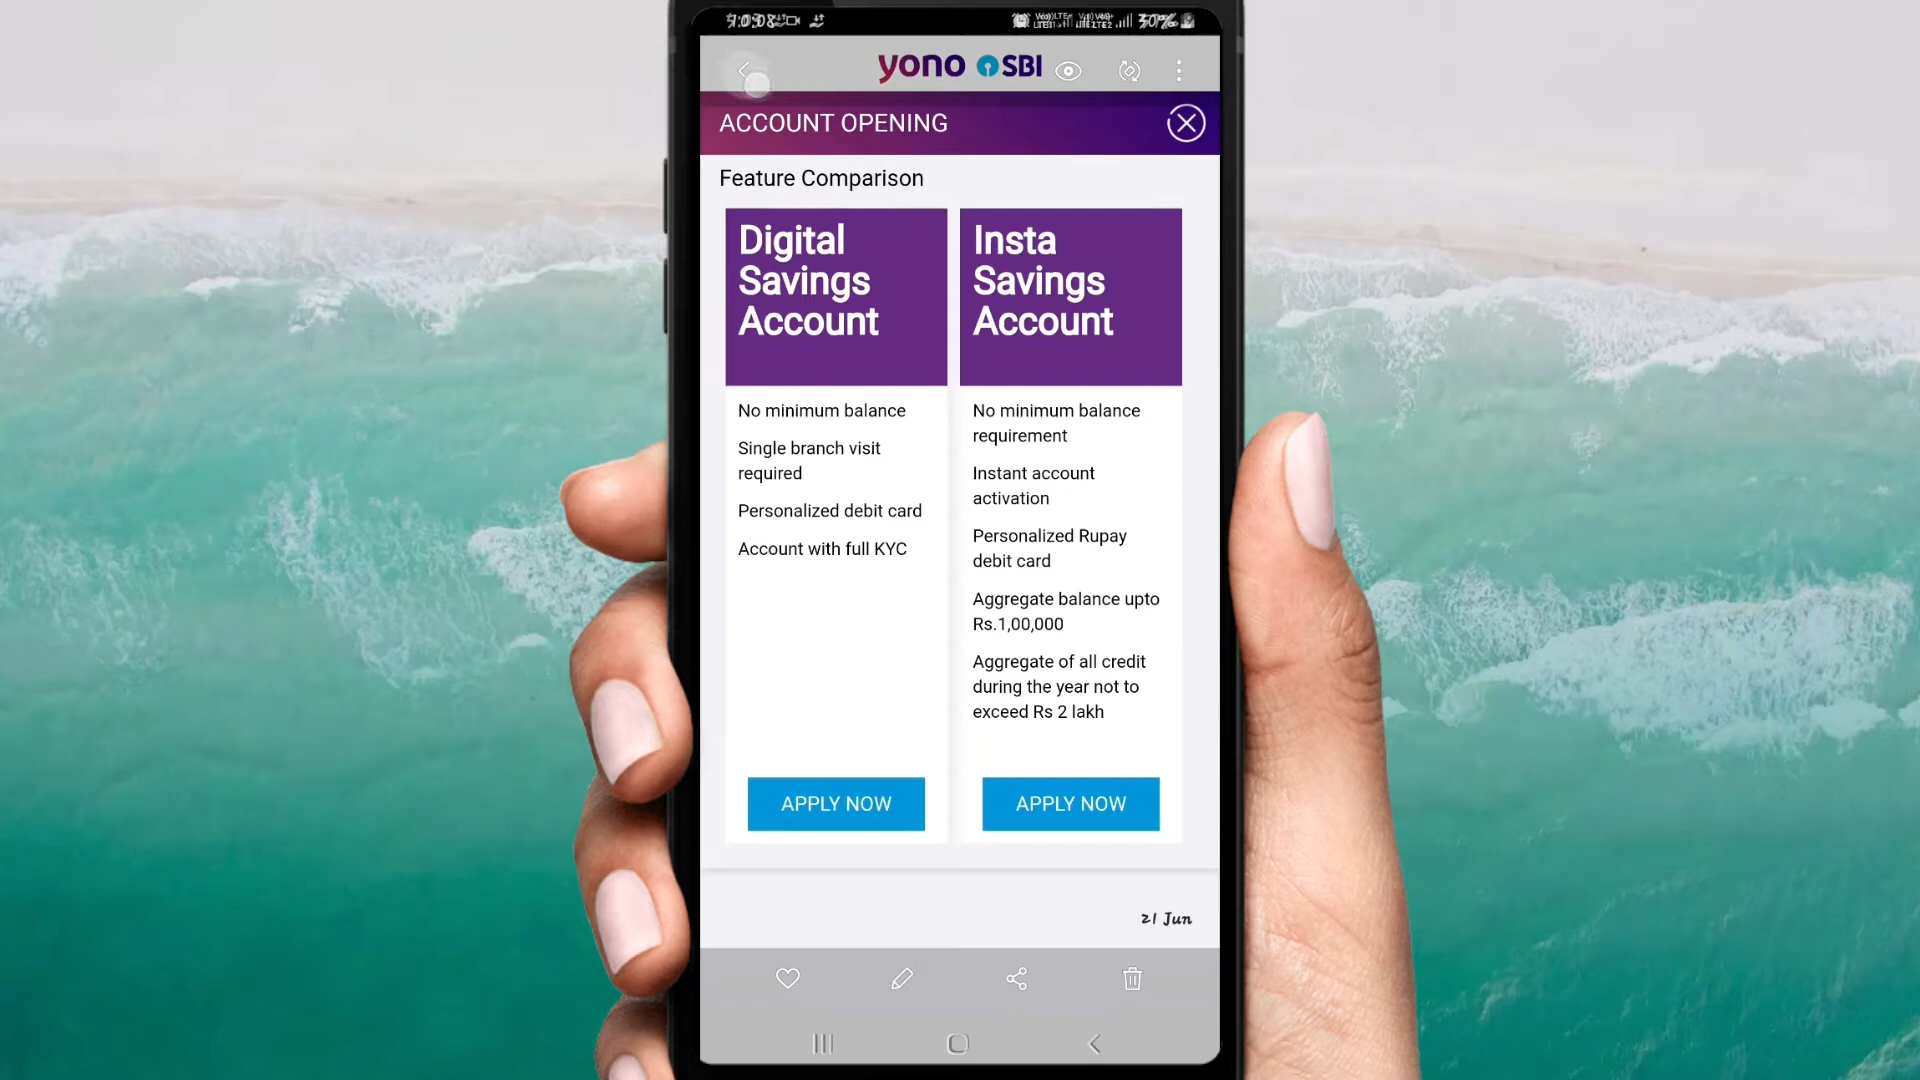 yono SBI
ACCOUNT OPENING
Feature Comparison
Digital
Savings
Account
No minimum balance
Single branch visit
required
Personalized debit card
Account with full KYC
APPLY NOW
Insta
Savings
Account
No minimum balance
requirement
Instant account
activation
Personalized Rupay
debit card
Aggregate balance upto
Rs.1,00,000
Aggregate of all credit
during the year not to
exceed Rs 2 lakh
APPLY NOW
21 Jun